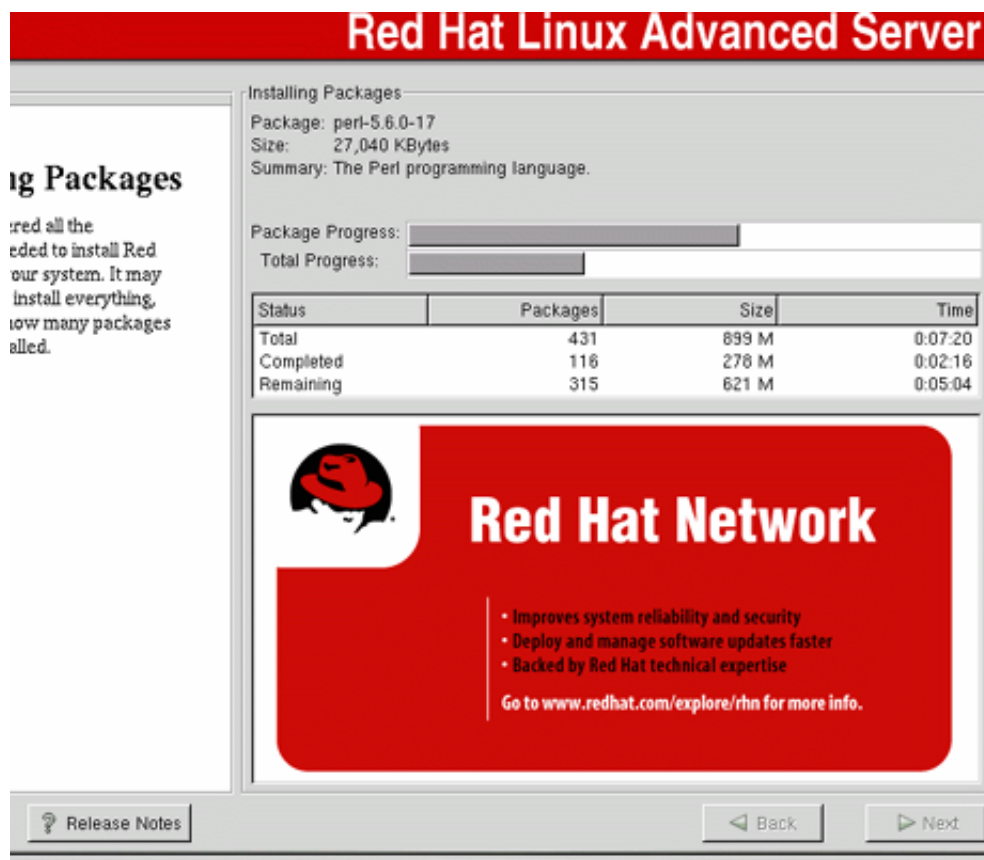 Red Hat Linux Advanced Server
ng Packages
ered all the
eded to install Red
our system. It may
install everything,
ow many packages
alled.
Installing Packages
Package: perl-5.6.0-17
Size: 27,040 KBytes
Summary: The Perl programming language.
Package Progress:
Total Progress:
Status Packages Size Time
Total 431 899 M 0:07:20
Completed 116 278 M 0:02:16
Remaining 315 621 M 0:05:04
Red Hat Network
• Improves system reliability and security
• Deploy and manage software updates faster
• Backed by Red Hat technical expertise
Go to www.redhat.com/explore/rhn for more info.
Release Notes
Back
Next